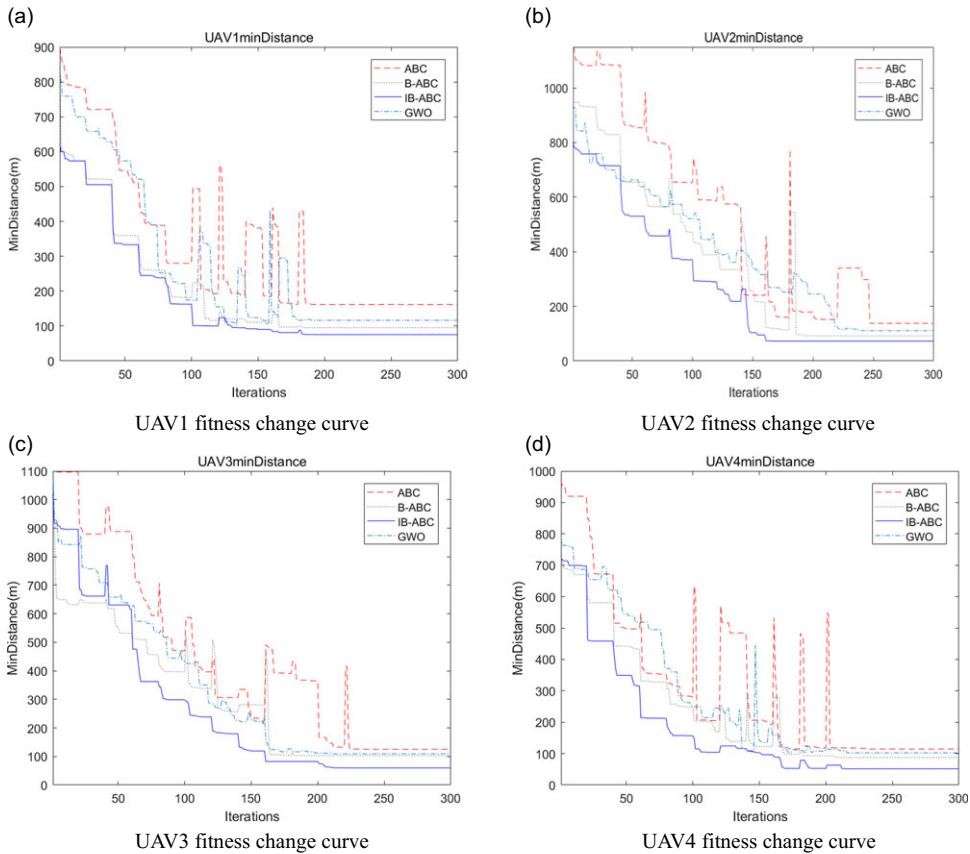 (a)
UAV1minDistance
900
800
700
600
500
400
300
200
100
0
MinDistance(m)
50 100 150 200 250 300
Iterations
ABC
B-ABC
IB-ABC
GWO
UAV1 fitness change curve
(b)
UAV2minDistance
1000
800
600
400
200
0
MinDistance(m)
50 100 150 200 250 300
Iterations
ABC
B-ABC
IB-ABC
GWO
UAV2 fitness change curve
(c)
UAV3minDistance
1100
1000
900
800
700
600
500
400
300
200
100
0
MinDistance(m)
50 100 150 200 250 300
Iterations
ABC
B-ABC
IB-ABC
GWO
UAV3 fitness change curve
(d)
UAV4minDistance
1000
900
800
700
600
500
400
300
200
100
0
MinDistance(m)
50 100 150 200 250 300
Iterations
ABC
B-ABC
IB-ABC
GWO
UAV4 fitness change curve